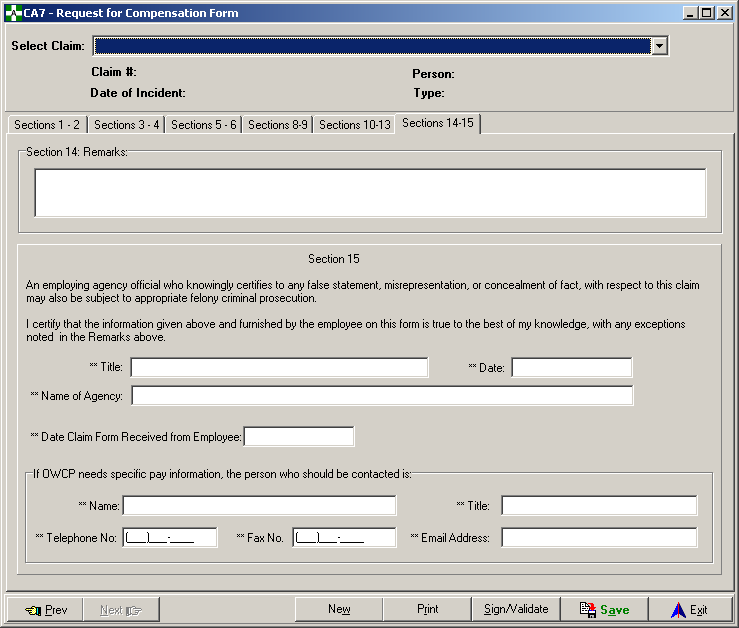 CA7 - Request for Compensation Form
Select Claim:
Claim #: Person:
Date of Incident: Type:
Sections 1 - 2 Sections 3 - 4 Sections 5 - 6 Sections 8-9 Sections 10-13 Sections 14-15
Section 14: Remarks:
Section 15
An employing agency official who knowingly certifies to any false statement, misrepresentation, or concealment of fact, with respect to this claim
may also be subject to appropriate felony criminal prosecution.
I certify that the information given above and furnished by the employee on this form is true to the best of my knowledge, with any exceptions
noted in the Remarks above.
** Title: ** Date:
** Name of Agency:
** Date Claim Form Received from Employee:
If OWCP needs specific pay information, the person who should be contacted is:
** Name: ** Title:
** Telephone No: (___)___-____ ** Fax No. (___)___-____ ** Email Address:
Prev Next New Print Sign/Validate Save Exit